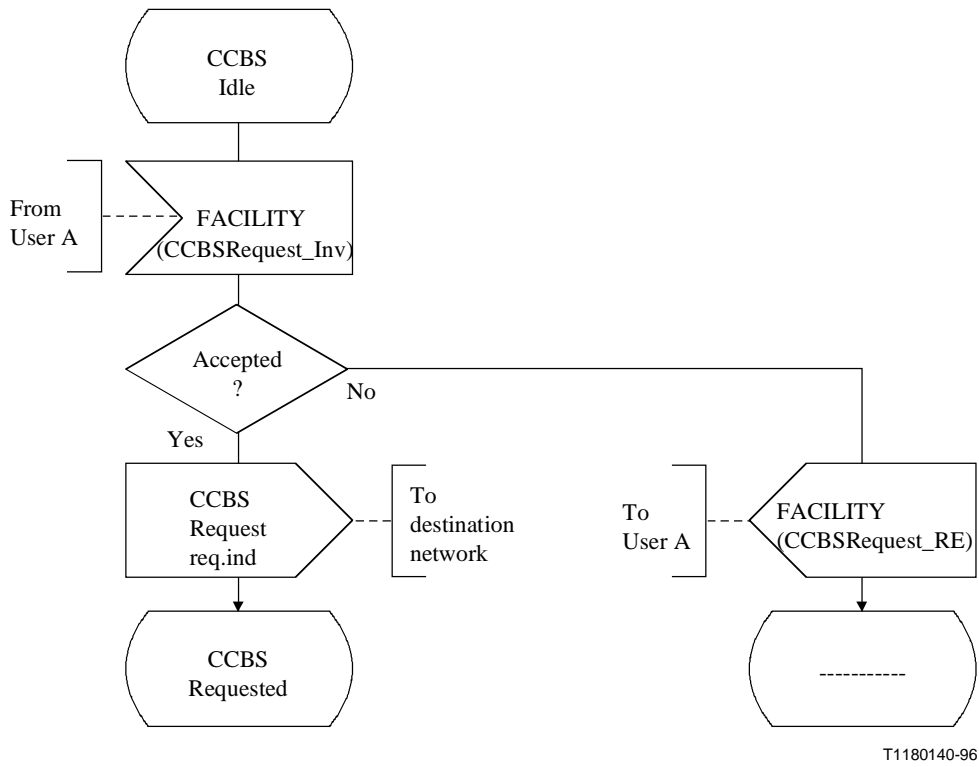 CCBS
Idle
From
User A
FACILITY
(CCBSRequest_Inv)
Accepted
?
No
Yes
CCBS
Request
req.ind
To
destination
network
To
User A
FACILITY
(CCBSRequest_RE)
CCBS
Requested
-----------
T1180140-96